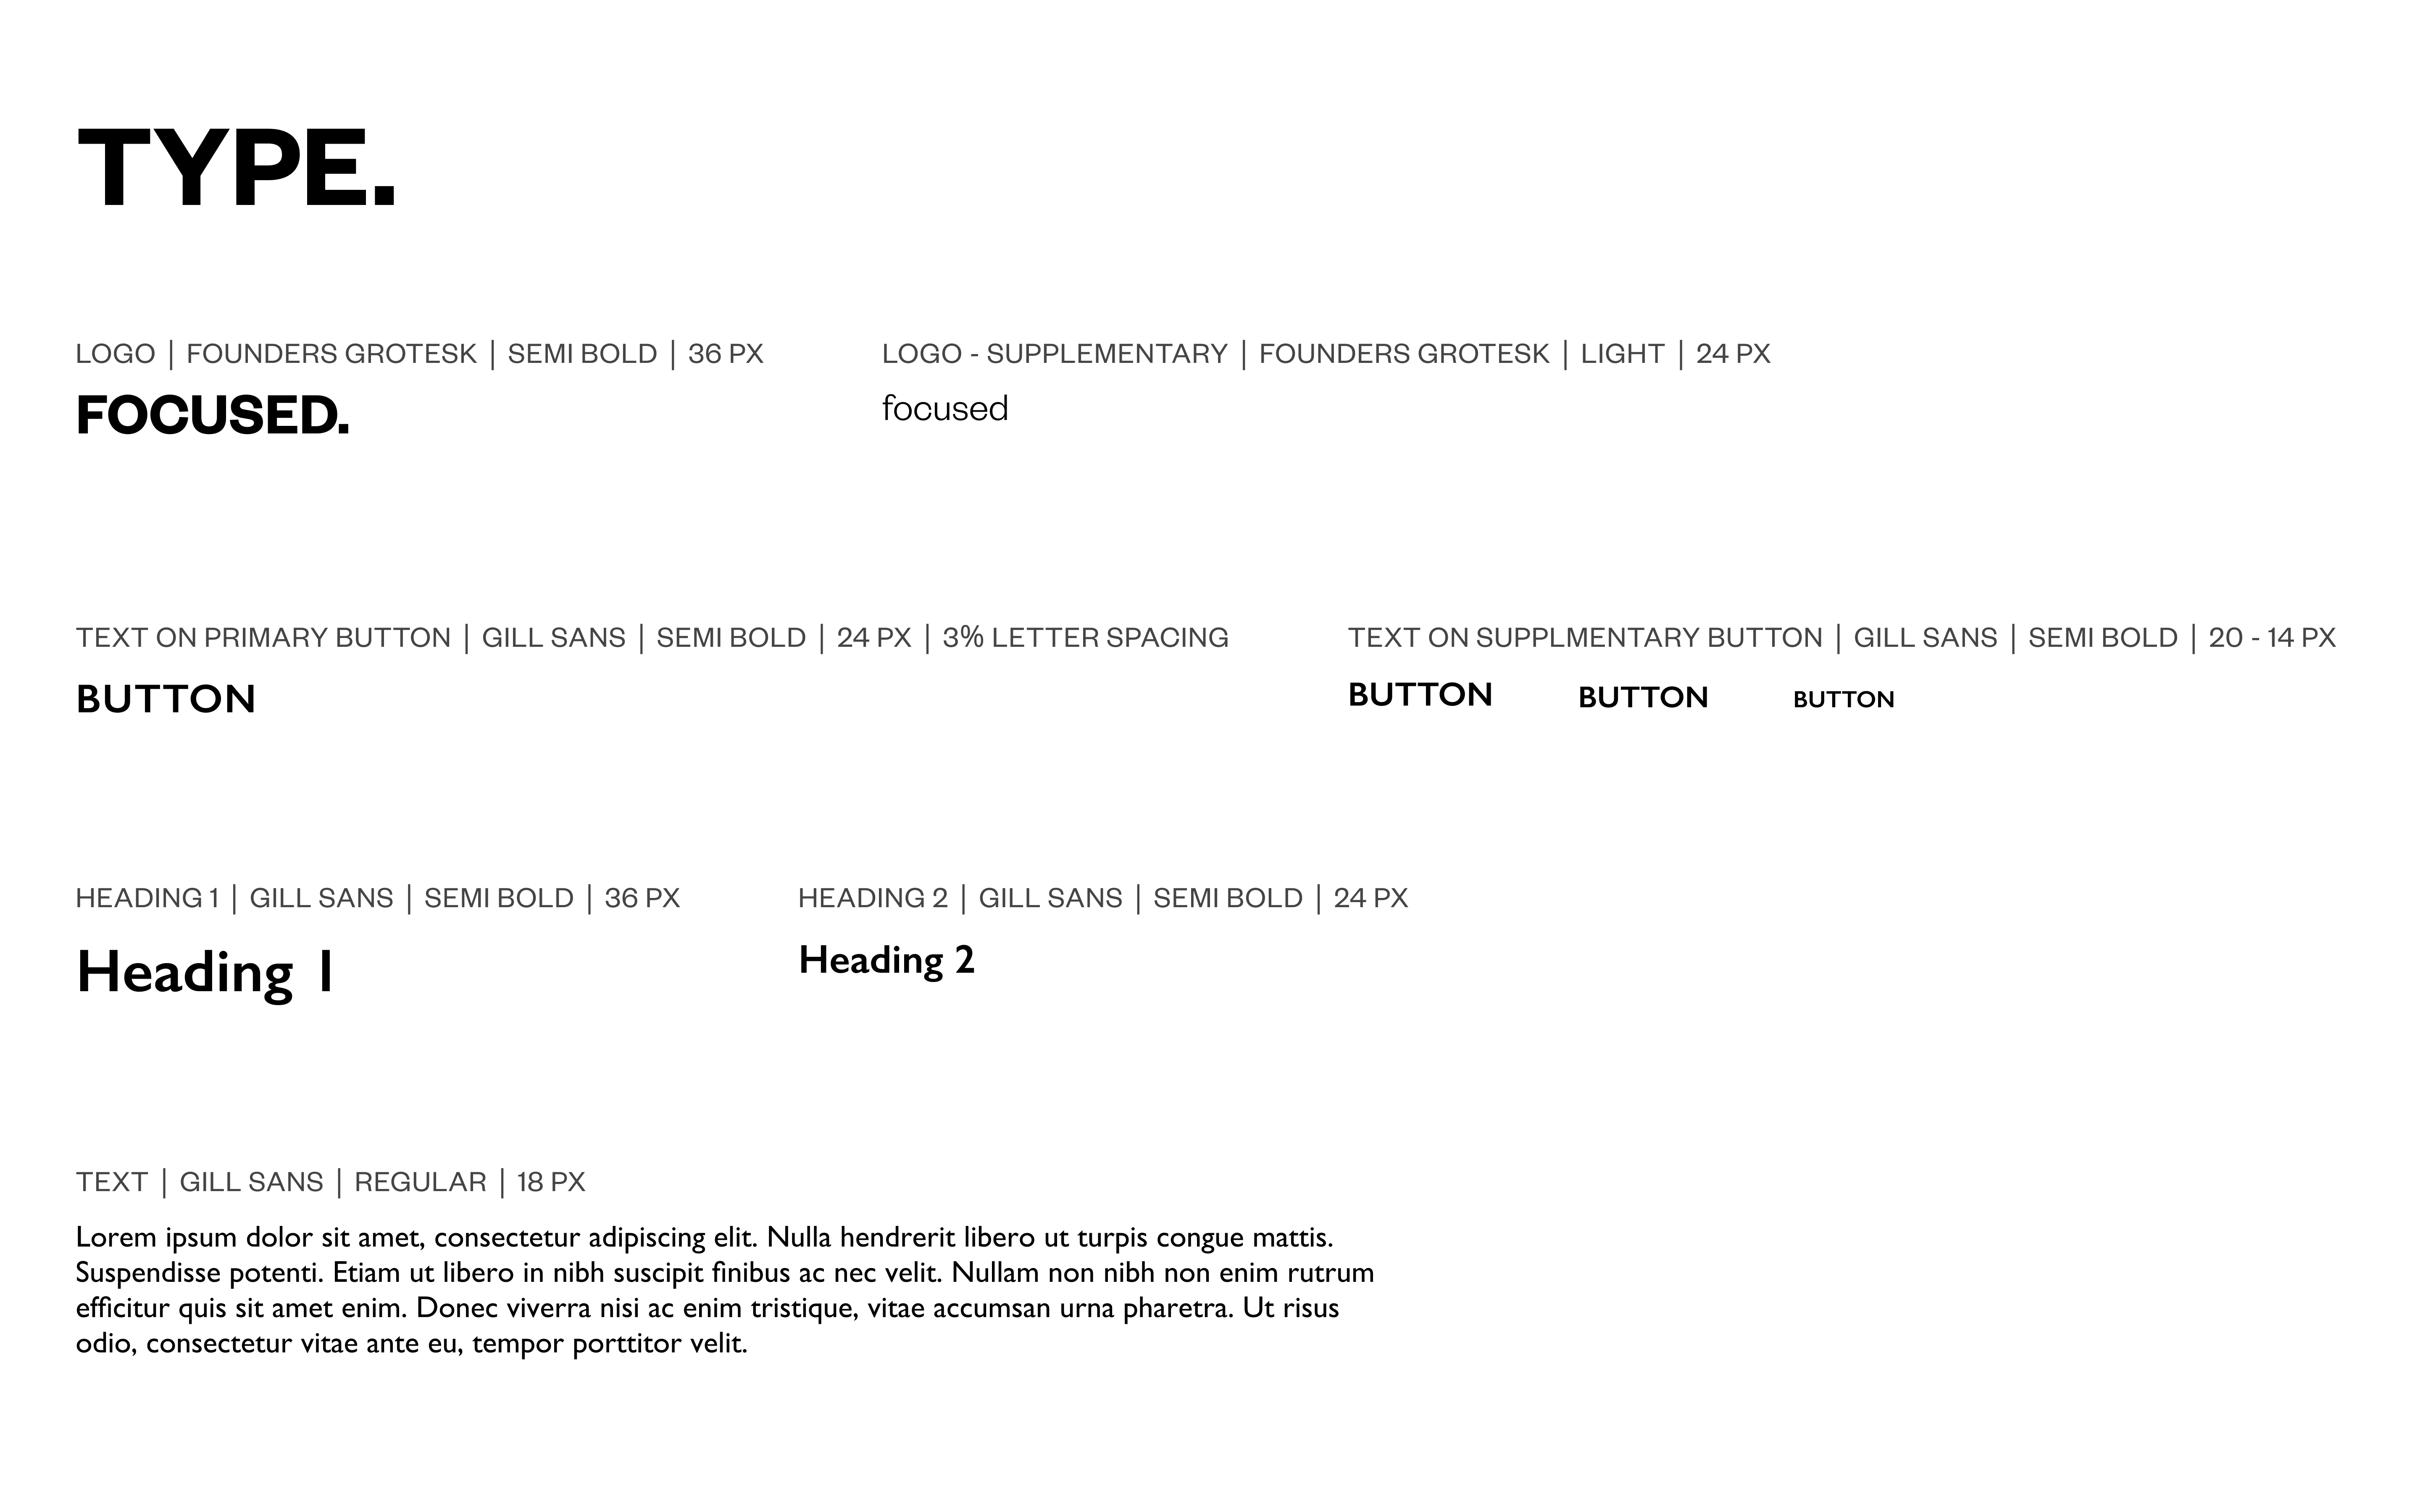 TYPE.
LOGO | FOUNDERS GROTESK | SEMI BOLD | 36 PX
LOGO - SUPPLEMENTARY | FOUNDERS GROTESK | LIGHT | 24 PX
FOCUSED.
focused
TEXT ON PRIMARY BUTTON | GILL SANS | SEMI BOLD | 24 PX | 3% LETTER SPACING
TEXT ON SUPPLMENTARY BUTTON | GILL SANS | SEMI BOLD | 20 - 14 PX
BUTTON
BUTTON BUTTON BUTTON
HEADING 1 | GILL SANS | SEMI BOLD | 36 PX
HEADING 2 | GILL SANS | SEMI BOLD | 24 PX
Heading 1
Heading 2
TEXT | GILL SANS | REGULAR | 18 PX
Lorem ipsum dolor sit amet, consectetur adipiscing elit. Nulla hendrerit libero ut turpis congue mattis.
Suspendisse potenti. Etiam ut libero in nibh suscipit finibus ac nec velit. Nullam non nibh non enim rutrum
efficitur quis sit amet enim. Donec viverra nisi ac enim tristique, vitae accumsan urna pharetra. Ut risus
odio, consectetur vitae ante eu, tempor porttitor velit.